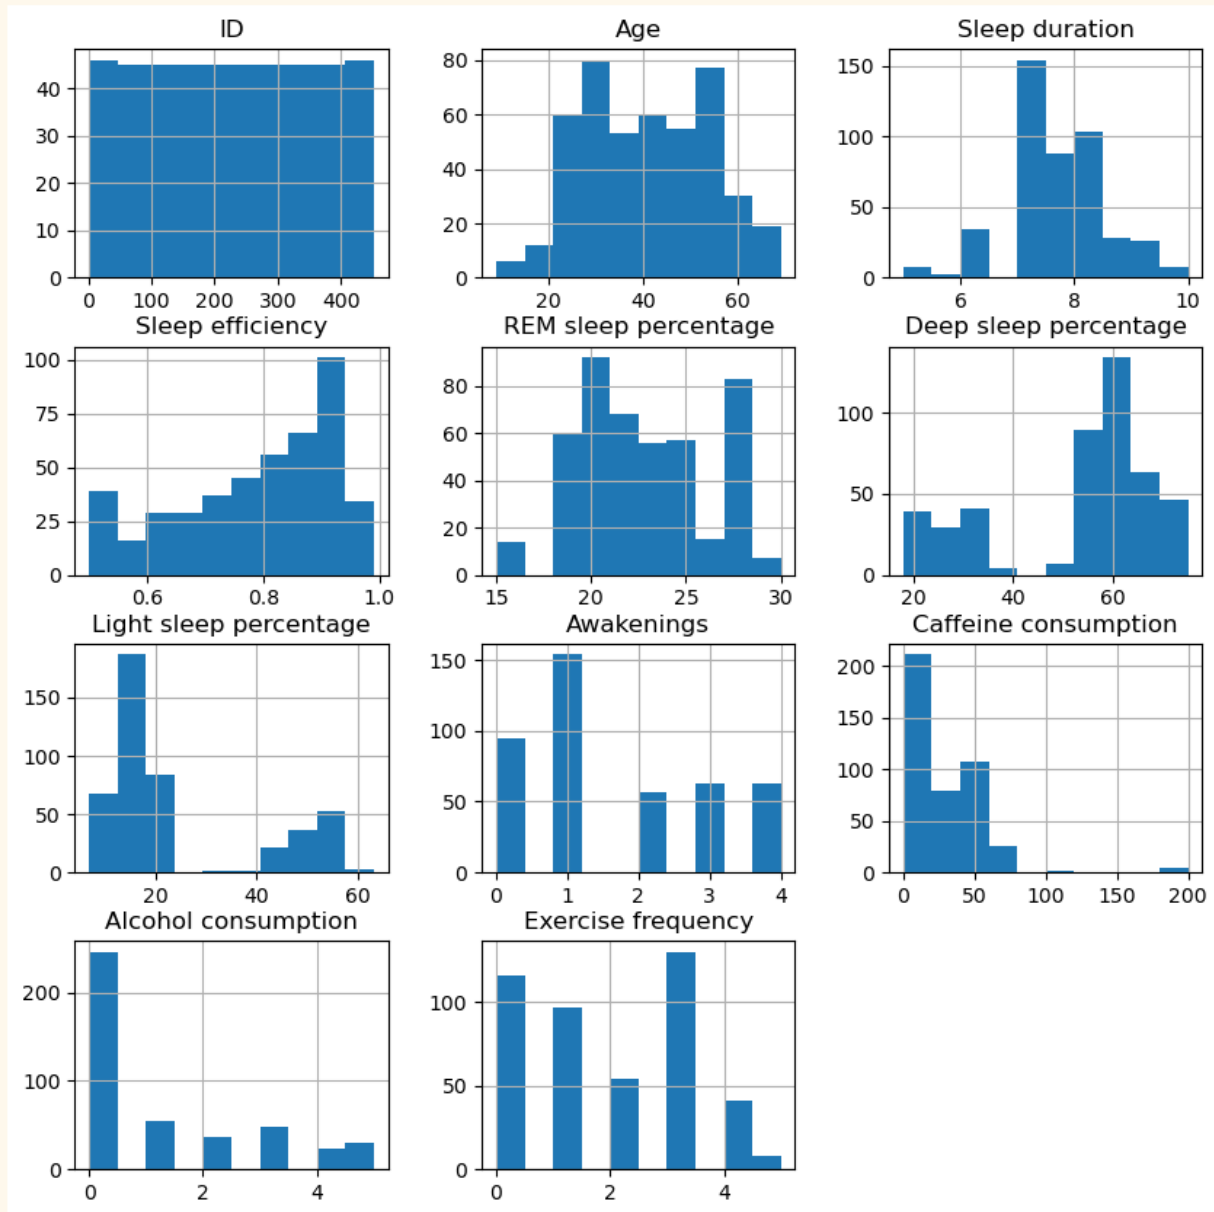 ID
Age
Sleep duration
40
30
20
10
0
0 100 200 300 400
80
60
40
20
0
20 40 60
150
100
50
0
6 8 10
Sleep efficiency
REM sleep percentage
Deep sleep percentage
100
75
50
25
0
0.6 0.8 1.0
80
60
40
20
0
15 20 25 30
100
50
0
20 40 60
Light sleep percentage
Awakenings
Caffeine consumption
150
100
50
0
20 40 60
150
100
50
0
0 1 2 3 4
200
150
100
50
0
0 50 100 150 200
Alcohol consumption
Exercise frequency
200
100
0
0 2 4
100
50
0
0 2 4